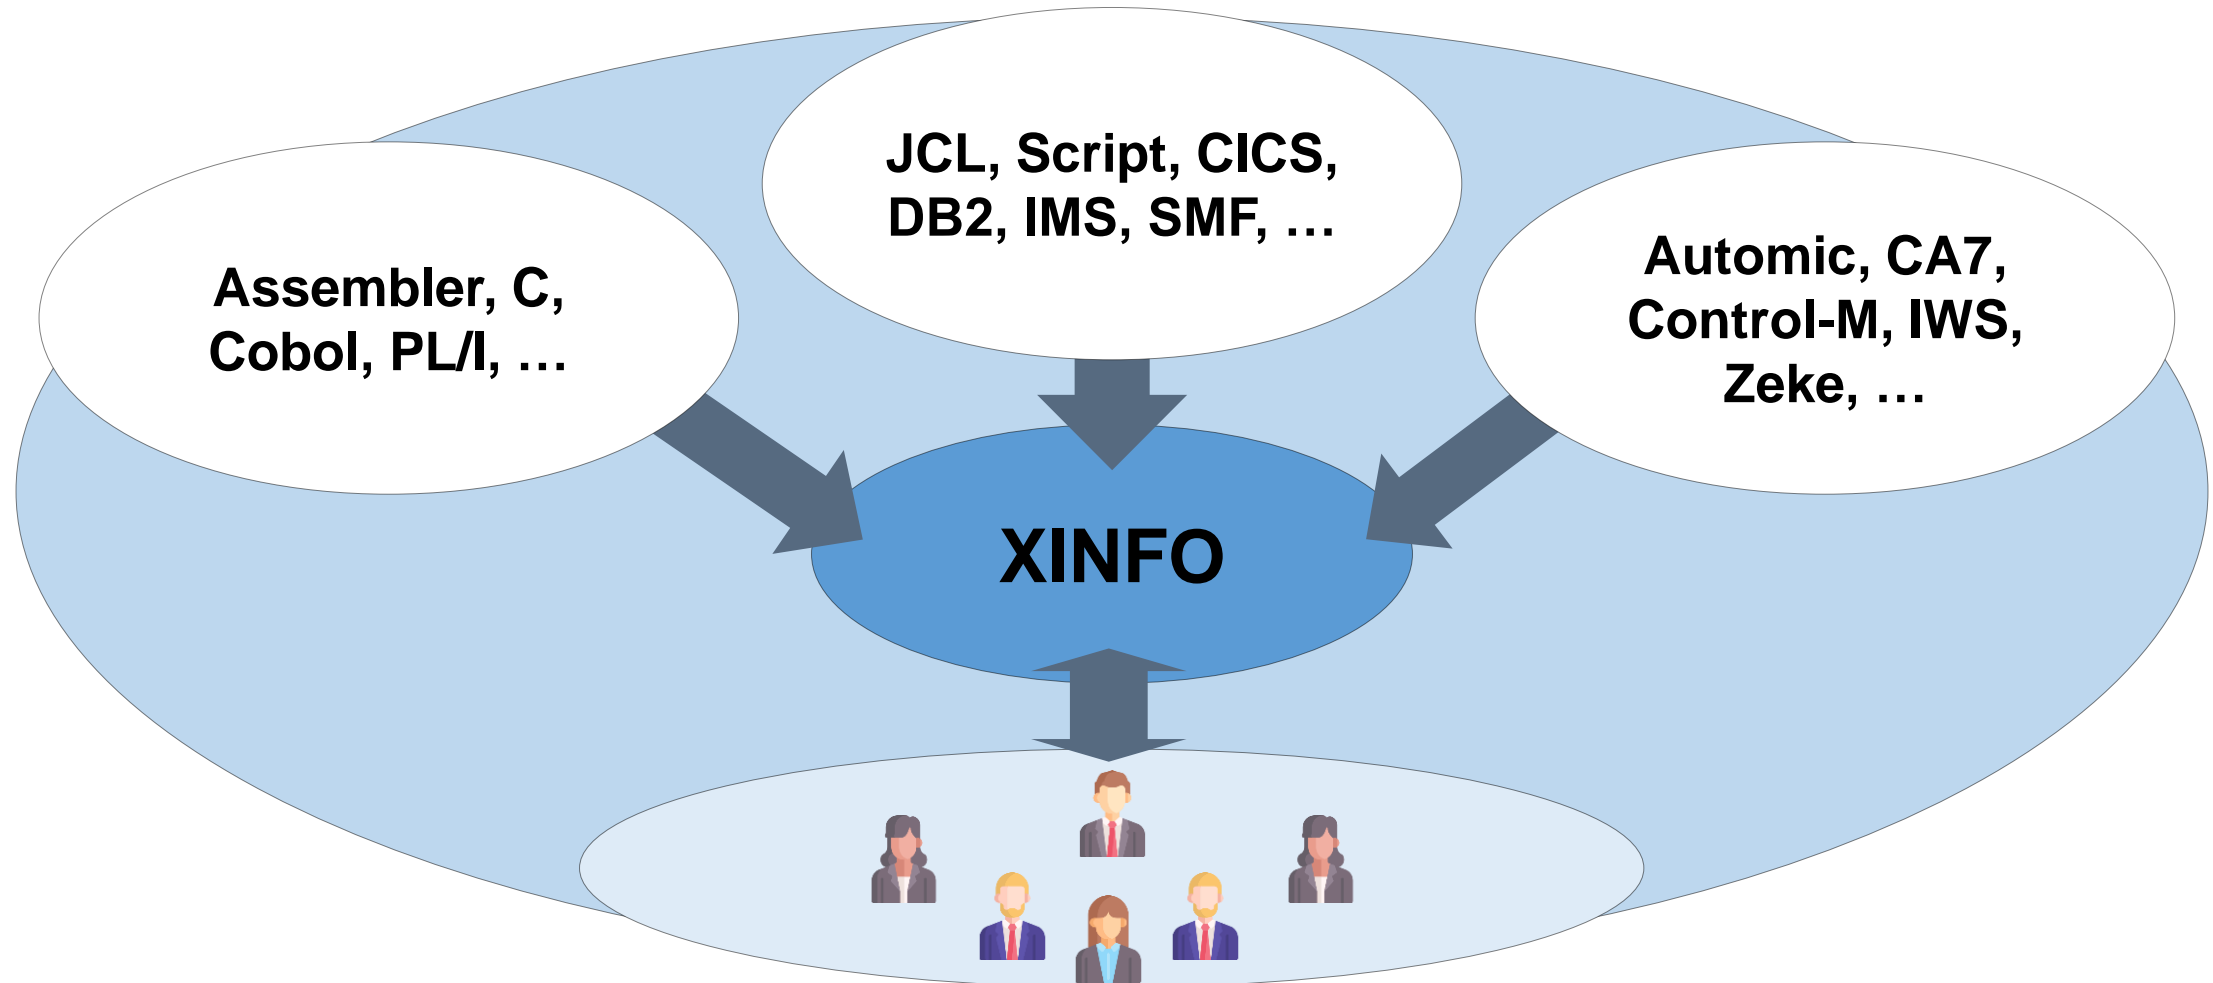 JCL, Script, CICS,
DB2, IMS, SMF, …
Assembler, C,
Cobol, PL/I, …
Automic, CA7,
Control-M, IWS,
Zeke, …
XINFO